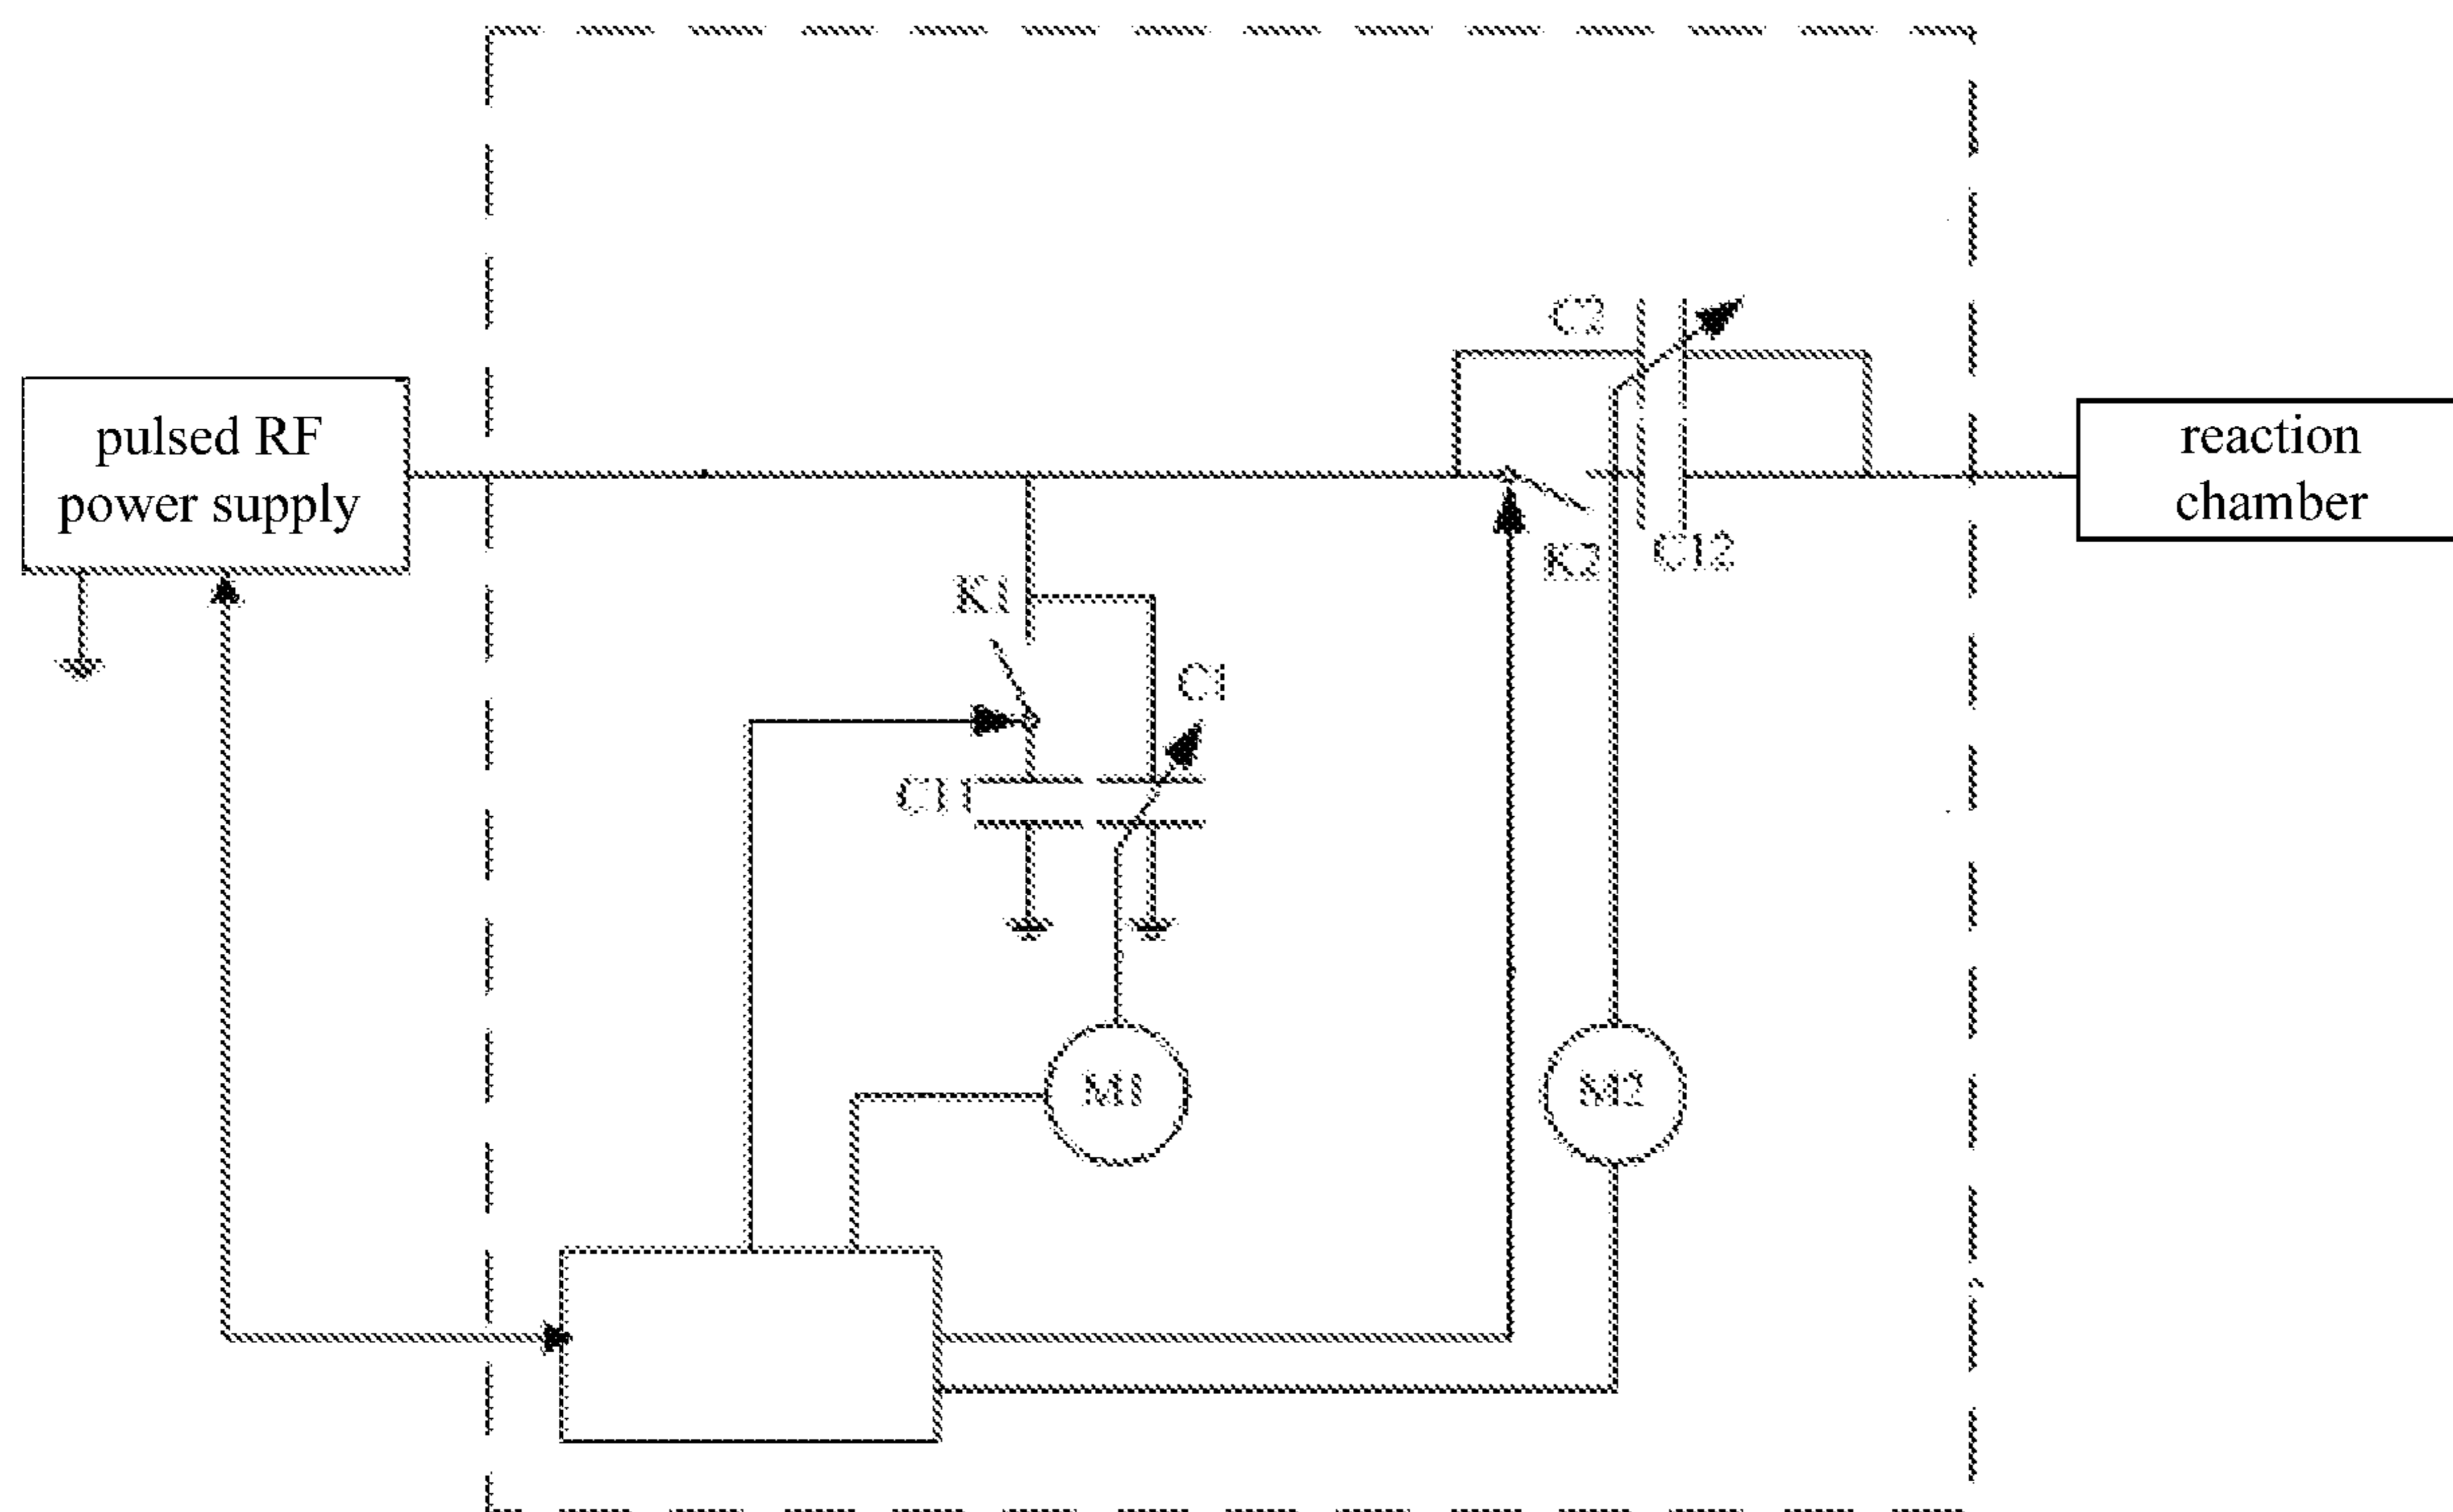 C2
pulsed RF
power supply
reaction
chamber
K2
C12
K1
C1
C11
M1
M2